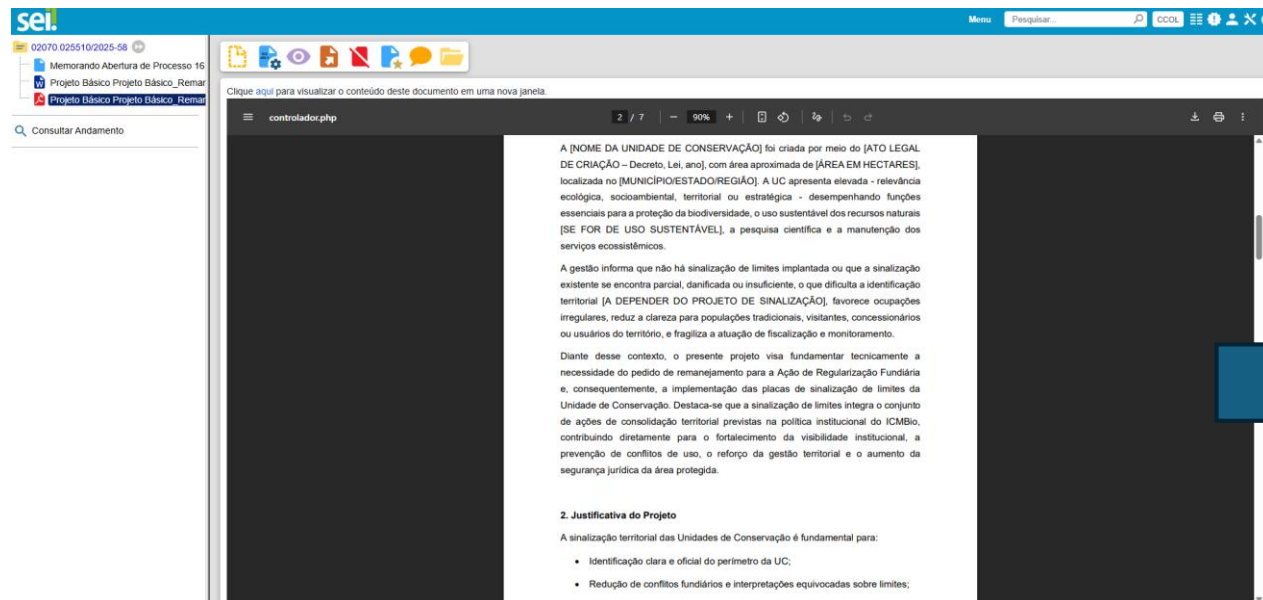 sei!
Menu
Pesquisar...
CCOL
02070.025510/2025-58
Memorando Abertura de Processo 16
Projeto Básico Projeto Básico_Remar
Projeto Básico Projeto Básico_Remar
Consultar Andamento
Clique aqui para visualizar o conteúdo deste documento em uma nova janela.
controlador.php
2 / 7
90%
A [NOME DA UNIDADE DE CONSERVAÇÃO] foi criada por meio do [ATO LEGAL
DE CRIAÇÃO – Decreto, Lei, ano], com área aproximada de [ÁREA EM HECTARES],
localizada no [MUNICÍPIO/ESTADO/REGIÃO]. A UC apresenta elevada - relevância
ecológica, socioambiental, territorial ou estratégica - desempenhando funções
essenciais para a proteção da biodiversidade, o uso sustentável dos recursos naturais
[SE FOR DE USO SUSTENTÁVEL], a pesquisa científica e a manutenção dos
serviços ecossistêmicos.
A gestão informa que não há sinalização de limites implantada ou que a sinalização
existente se encontra parcial, danificada ou insuficiente, o que dificulta a identificação
territorial [A DEPENDER DO PROJETO DE SINALIZAÇÃO], favorece ocupações
irregulares, reduz a clareza para populações tradicionais, visitantes, concessionários
ou usuários do território, e fragiliza a atuação de fiscalização e monitoramento.
Diante desse contexto, o presente projeto visa fundamentar tecnicamente a
necessidade do pedido de remanejamento para a Ação de Regularização Fundiária
e, consequentemente, a implementação das placas de sinalização de limites da
Unidade de Conservação. Destaca-se que a sinalização de limites integra o conjunto
de ações de consolidação territorial previstas na política institucional do ICMBio,
contribuindo diretamente para o fortalecimento da visibilidade institucional, a
prevenção de conflitos de uso, o reforço da gestão territorial e o aumento da
segurança jurídica da área protegida.
2. Justificativa do Projeto
A sinalização territorial das Unidades de Conservação é fundamental para:
• Identificação clara e oficial do perímetro da UC;
• Redução de conflitos fundiários e interpretações equivocadas sobre limites;